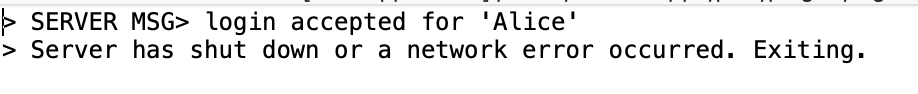 > SERVER MSG> login accepted for 'Alice'
> Server has shut down or a network error occurred. Exiting.